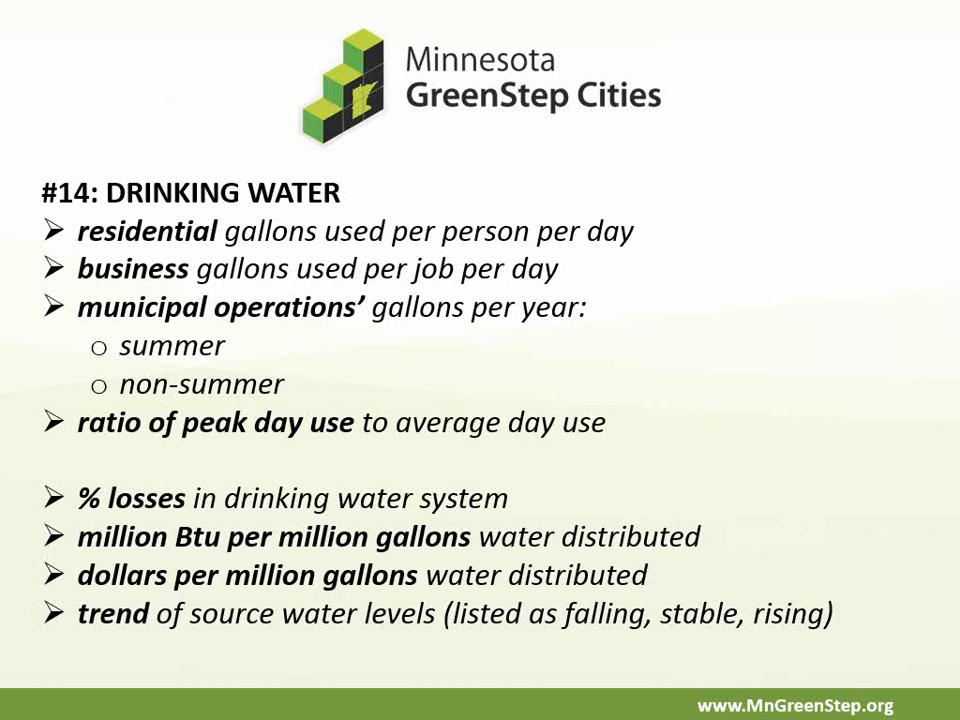 Minnesota
GreenStep Cities
#14: DRINKING WATER
➢ residential gallons used per person per day
➢ business gallons used per job per day
➢ municipal operations’ gallons per year:
o summer
o non-summer
➢ ratio of peak day use to average day use
➢ % losses in drinking water system
➢ million Btu per million gallons water distributed
➢ dollars per million gallons water distributed
➢ trend of source water levels (listed as falling, stable, rising)
www.MnGreenStep.org